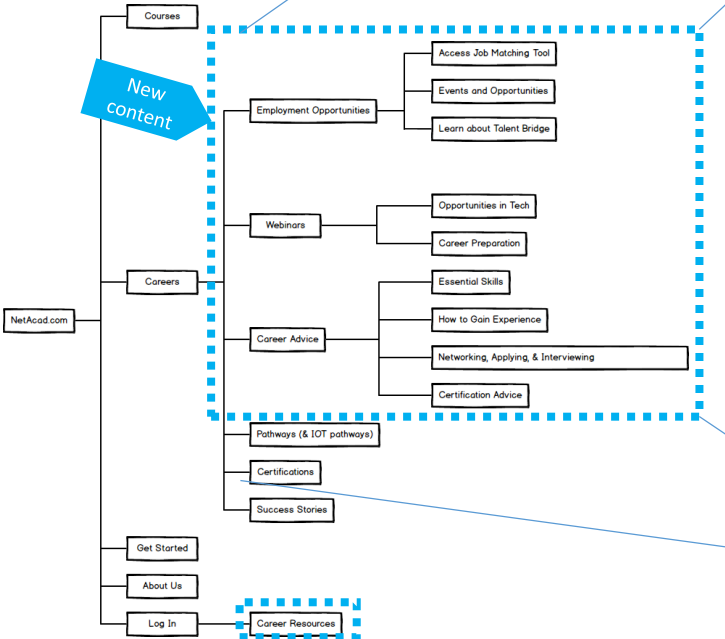 Courses
New
content
Access Job Matching Tool
Events and Opportunities
Employment Opportunities
Learn about Talent Bridge
Opportunities in Tech
Webinars
Career Preparation
Careers
Essential Skills
NetAcad.com
How to Gain Experience
Career Advice
Networking, Applying, & Interviewing
Certification Advice
Pathways (& IOT pathways)
Certifications
Success Stories
Get Started
About Us
Log In
Career Resources